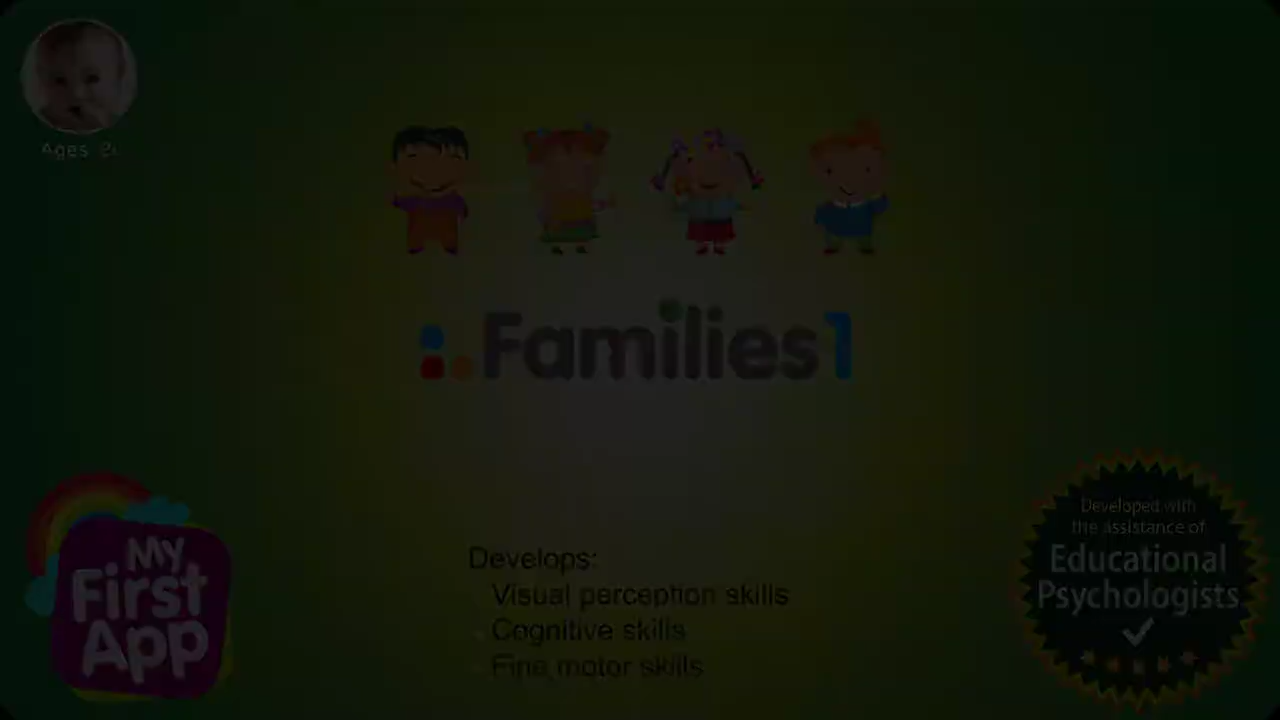 Ages 2+
Families1
My
First
App
Develops:
Visual perception skills
Cognitive skills
Fine motor skills
Developed with
the assistance of
Educational
Psychologists